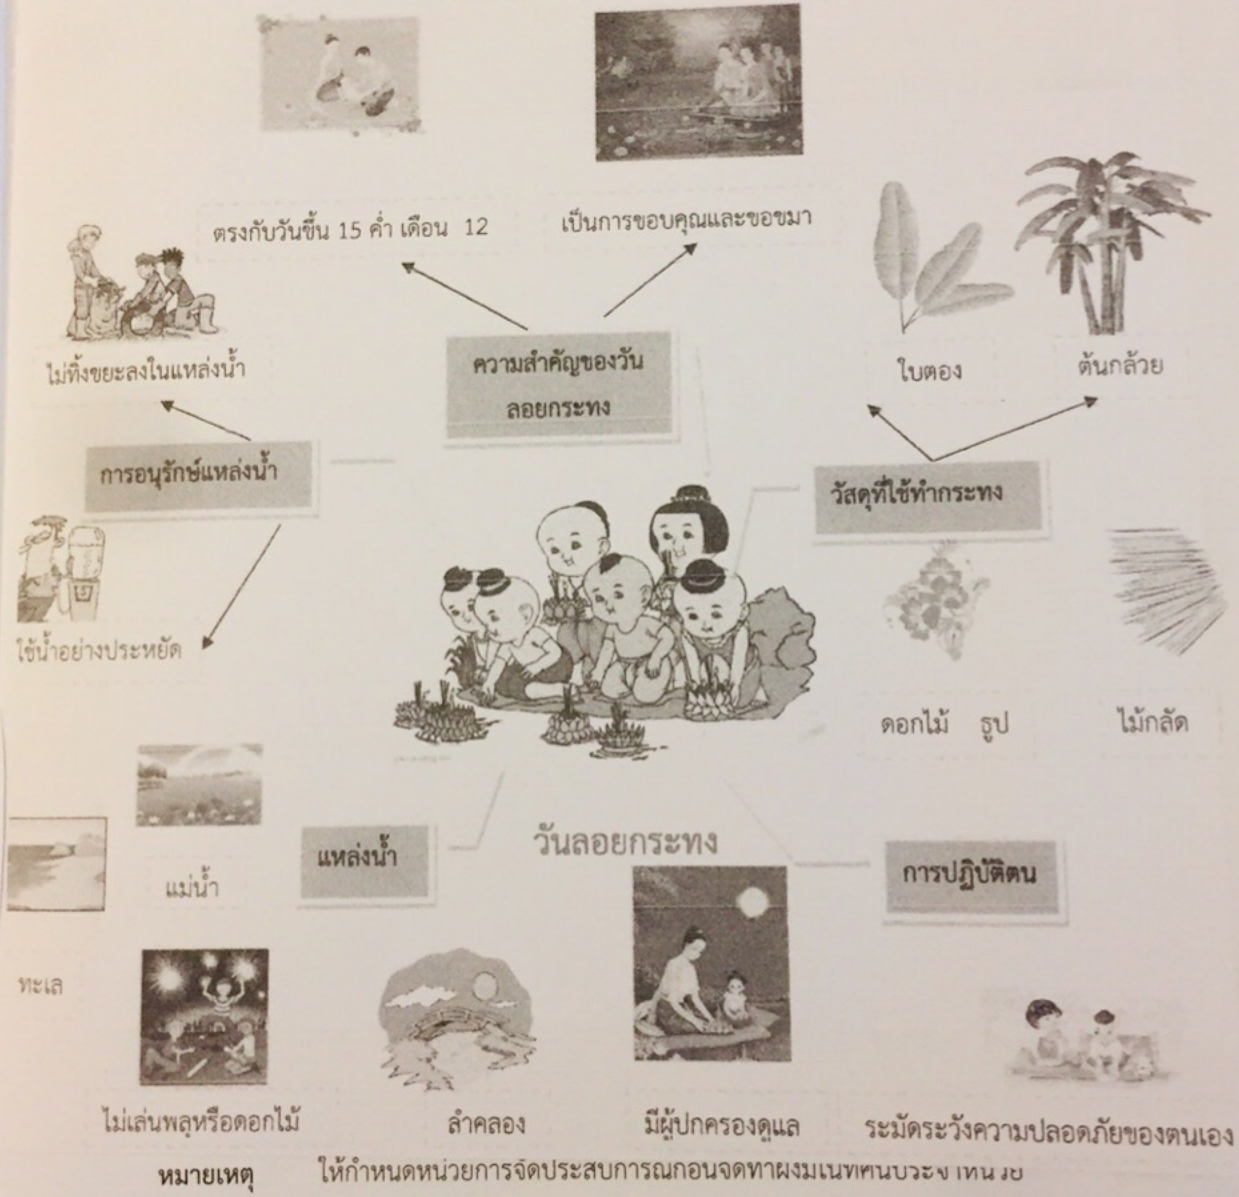 ตรงกับวันขึ้น 15 ค่ำ เดือน 12
เป็นการขอบคุณและขอขมา
ไม่ทิ้งขยะลงในแหล่งน้ำ
ความสำคัญของวัน
ลอยกระทง
ใบตอง
ต้นกล้วย
การอนุรักษ์แหล่งน้ำ
วัสดุที่ใช้ทำกระทง
ใช้น้ำอย่างประหยัด
ดอกไม้ ธูป
ไม้กลัด
วันลอยกระทง
แหล่งน้ำ
การปฏิบัติตน
แม่น้ำ
ทะเล
ไม่เล่นพลุหรือดอกไม้
ลำคลอง
มีผู้ปกครองดูแล
ระมัดระวังความปลอดภัยของตนเอง
หมายเหตุ ให้กำหนดหน่วยการจัดประสบการณ